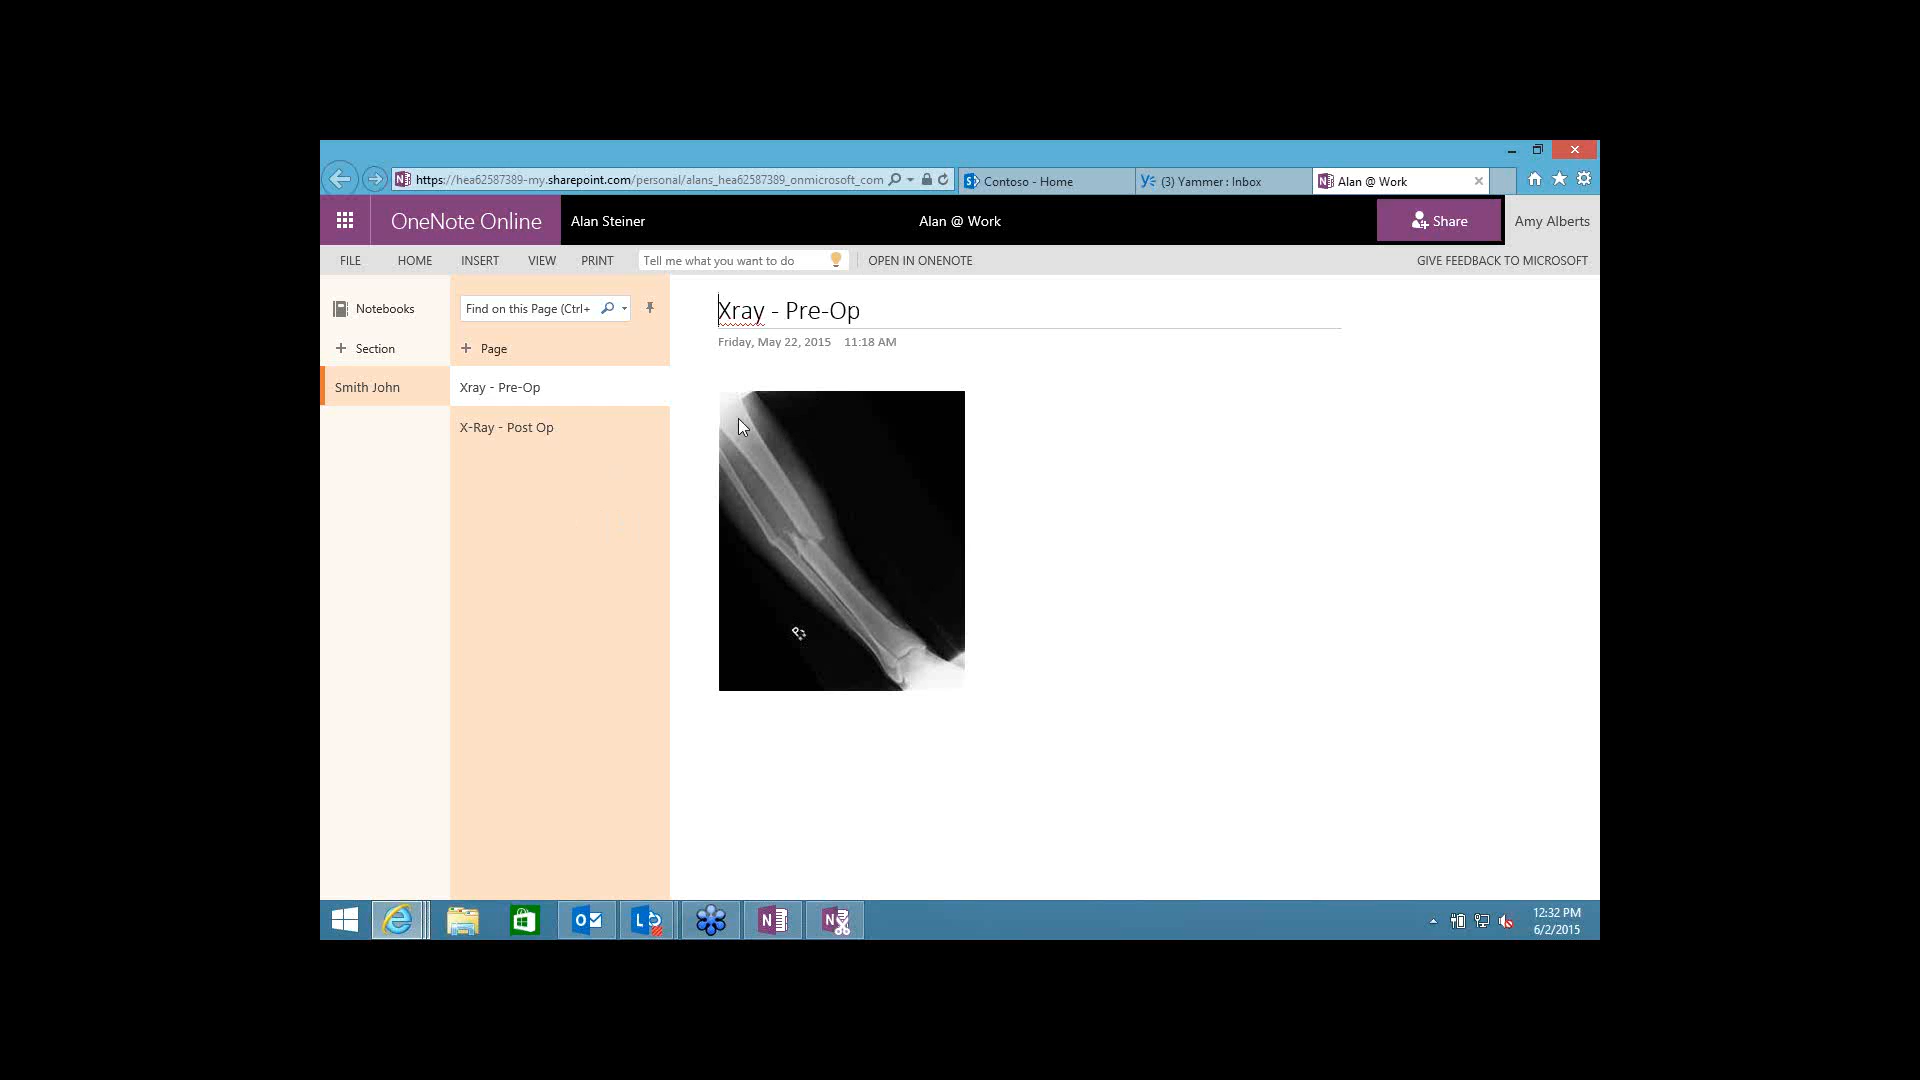 https://hea62587389-my.sharepoint.com/personal/alans_hea62587389_onmicrosoft_com
Contoso - Home
(3) Yammer : Inbox
Alan @ Work
OneNote Online
Alan Steiner
Alan @ Work
Share
Amy Alberts
FILE HOME INSERT VIEW PRINT Tell me what you want to do OPEN IN ONENOTE GIVE FEEDBACK TO MICROSOFT
Notebooks
Find on this Page (Ctrl+
+ Section
+ Page
Smith John
Xray - Pre-Op
X-Ray - Post Op
Xray - Pre-Op
Friday, May 22, 2015 11:18 AM
12:32 PM
6/2/2015